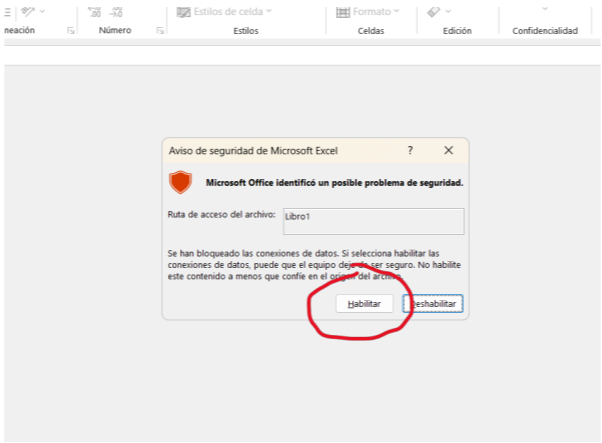 Estilos de celda
Formato
neación
Número
Estilos
Celdas
Edición
Confidencialidad
Aviso de seguridad de Microsoft Excel
Microsoft Office identificó un posible problema de seguridad.
Ruta de acceso del archivo:
Libro1
Se han bloqueado las conexiones de datos. Si selecciona habilitar las
conexiones de datos, puede que el equipo deje de ser seguro. No habilite
este contenido a menos que confíe en el origen del archivo.
Habilitar
Deshabilitar